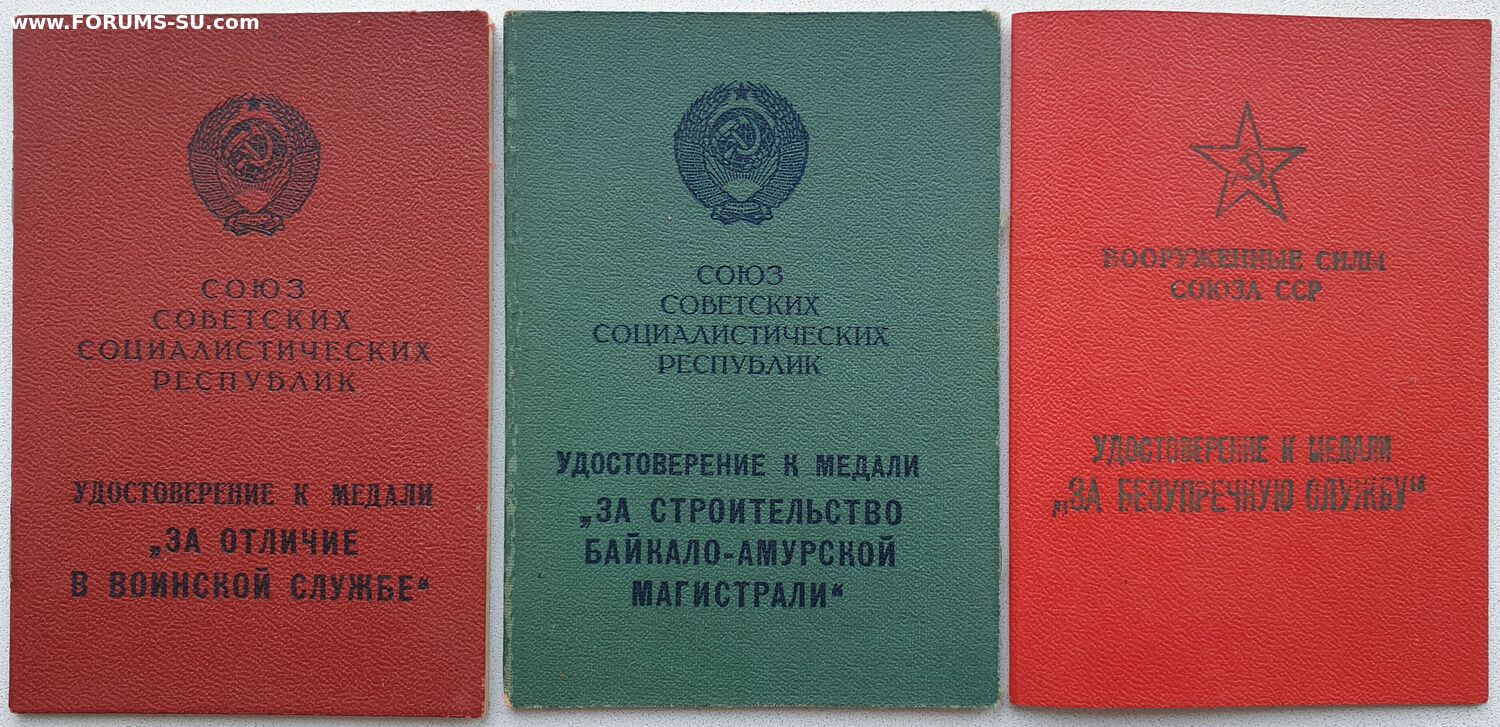 www.FORUMS-SU.com
СОЮЗ
СОВЕТСКИХ
СОЦИАЛИСТИЧЕСКИХ
РЕСПУБЛИК
УДОСТОВЕРЕНИЕ К МЕДАЛИ
„ЗА ОТЛИЧИЕ
В ВОИНСКОЙ СЛУЖБЕ“
СОЮЗ
СОВЕТСКИХ
СОЦИАЛИСТИЧЕСКИХ
РЕСПУБЛИК
УДОСТОВЕРЕНИЕ К МЕДАЛИ
„ЗА СТРОИТЕЛЬСТВО
БАЙКАЛО-АМУРСКОЙ
МАГИСТРАЛИ“
ВООРУЖЕННЫЕ СИЛЫ
СОЮЗА ССР
УДОСТОВЕРЕНИЕ К МЕДАЛИ
„ЗА БЕЗУПРЕЧНУЮ СЛУЖБУ“